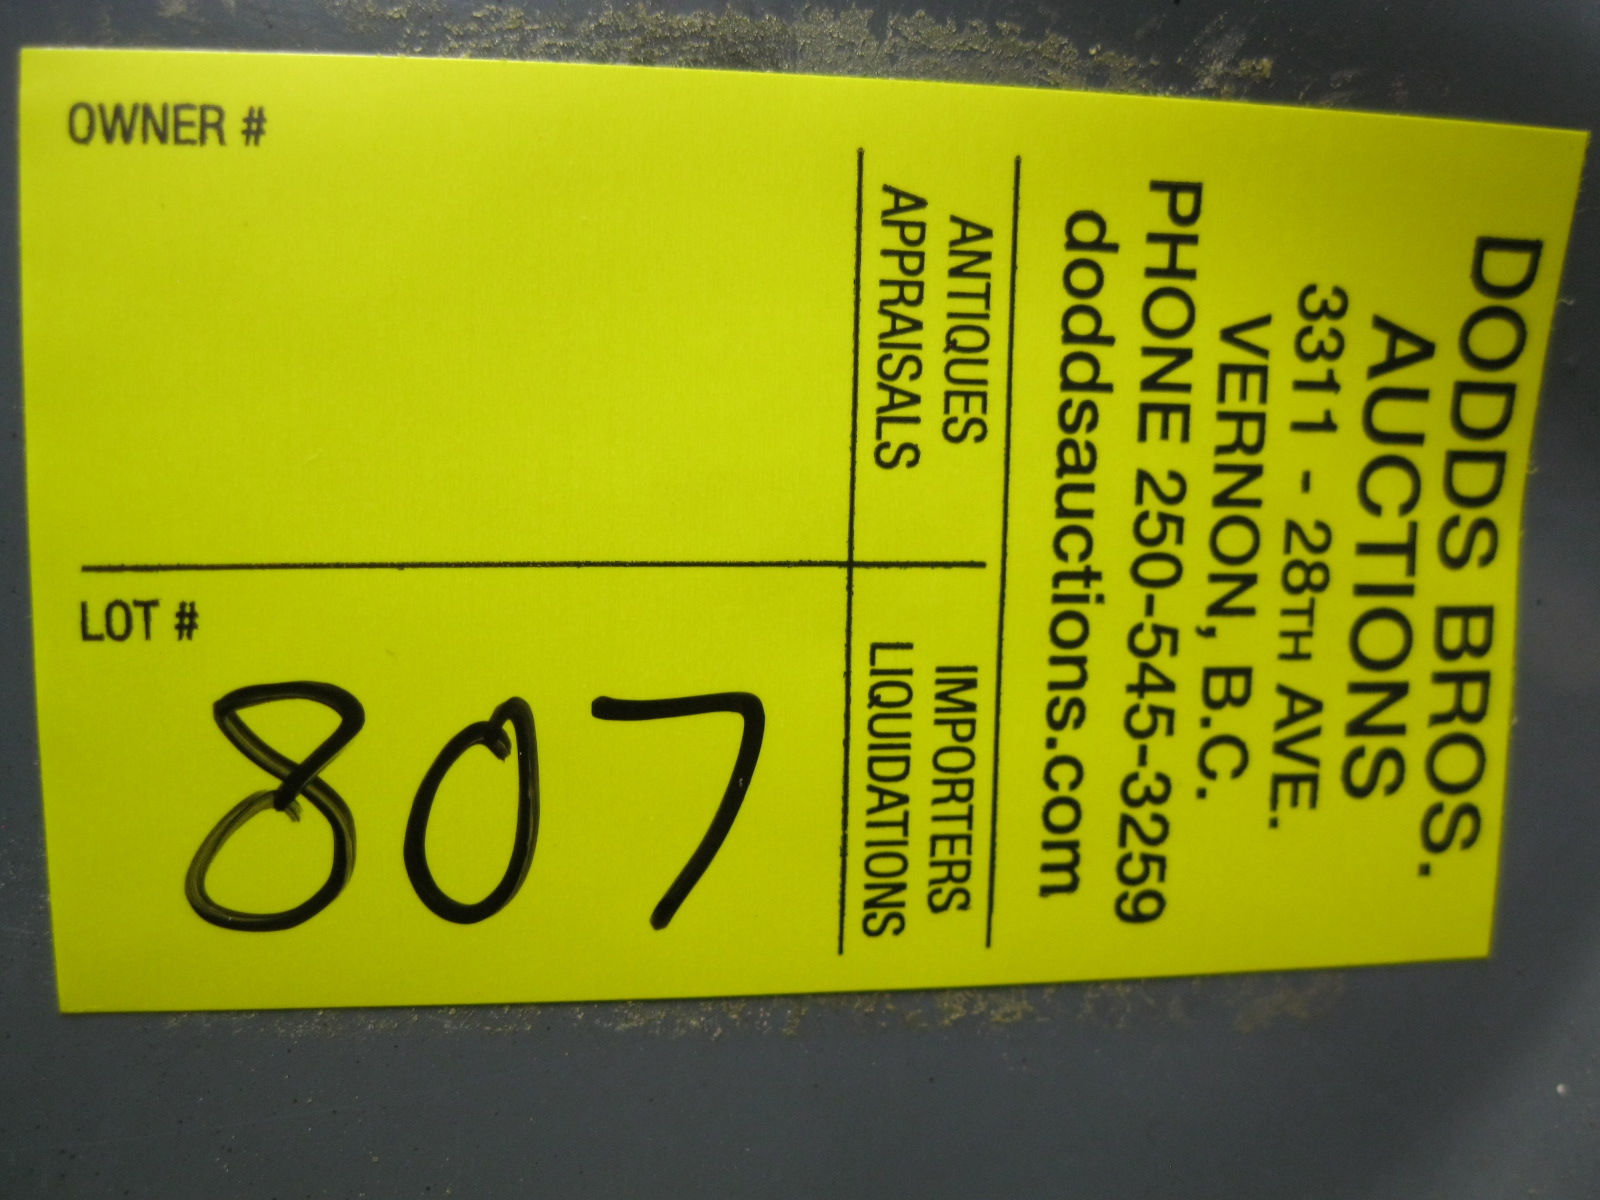 DODDS BROS.
AUCTIONS
3311 - 28TH AVE.
VERNON, B.C.
PHONE 250-545-3259
doddsauctions.com
ANTIQUES
APPRAISALS
IMPORTERS
LIQUIDATIONS
OWNER #
LOT #
807